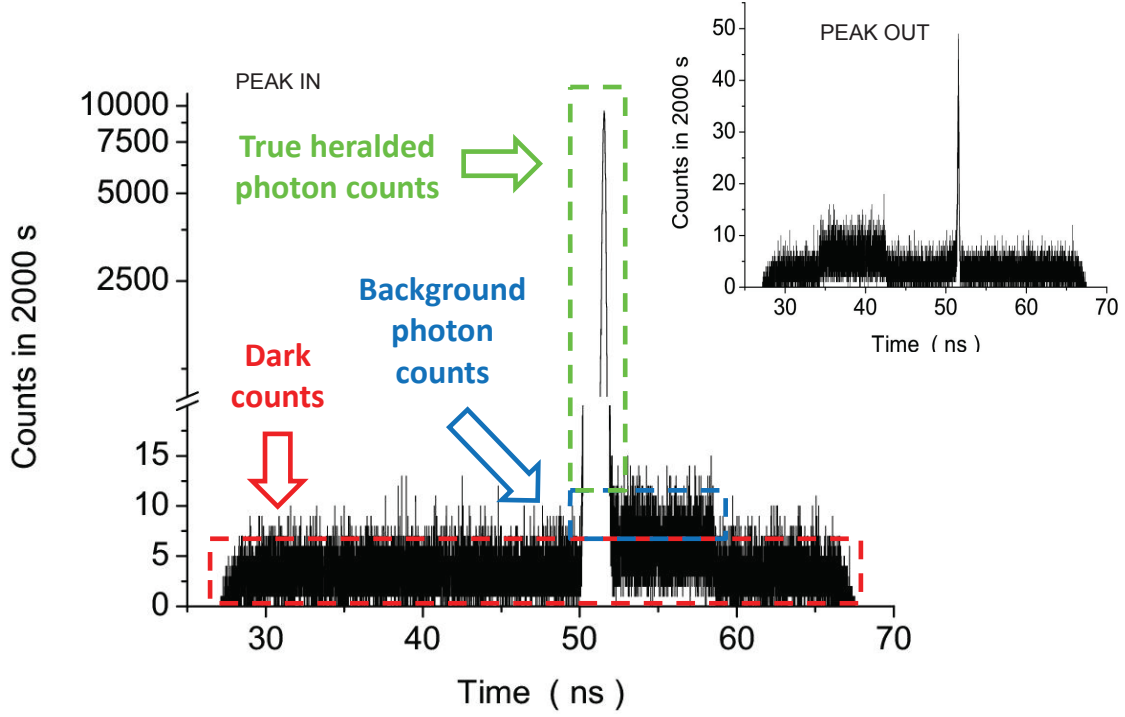 PEAK IN
Counts in 2000 s
10000
7500
5000
2500
15
10
5
0
30
40
50
60
70
Time ( ns )
True heralded
photon counts
Background
photon
counts
Dark
counts
PEAK OUT
Counts in 2000 s
50
40
30
20
10
0
30
40
50
60
70
Time ( ns )